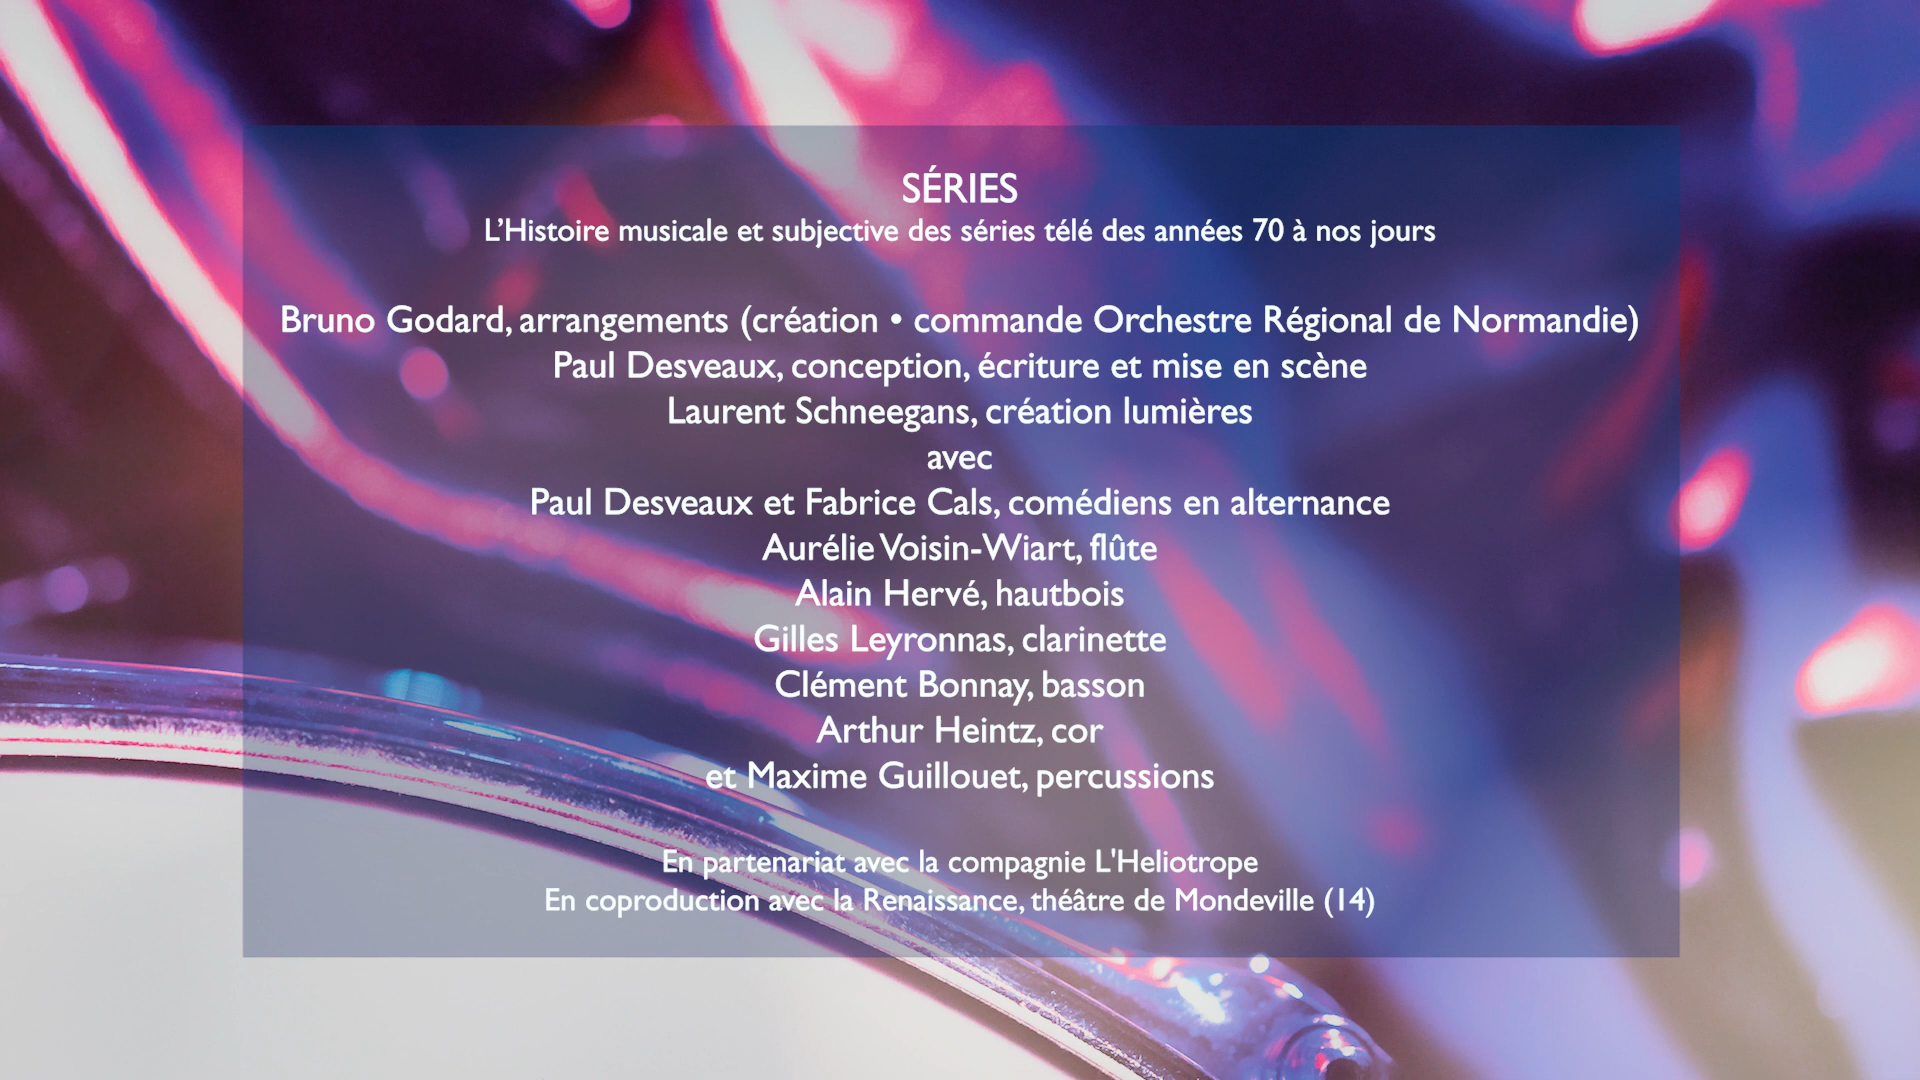 SÉRIES
L’Histoire musicale et subjective des séries télé des années 70 à nos jours
Bruno Godard, arrangements (création • commande Orchestre Régional de Normandie)
Paul Desveaux, conception, écriture et mise en scène
Laurent Schneegans, création lumières
avec
Paul Desveaux et Fabrice Cals, comédiens en alternance
Aurélie Voisin-Wiart, flûte
Alain Hervé, hautbois
Gilles Leyronnas, clarinette
Clément Bonnay, basson
Arthur Heintz, cor
et Maxime Guillouet, percussions
En partenariat avec la compagnie L'Heliotrope
En coproduction avec la Renaissance, théâtre de Mondeville (14)